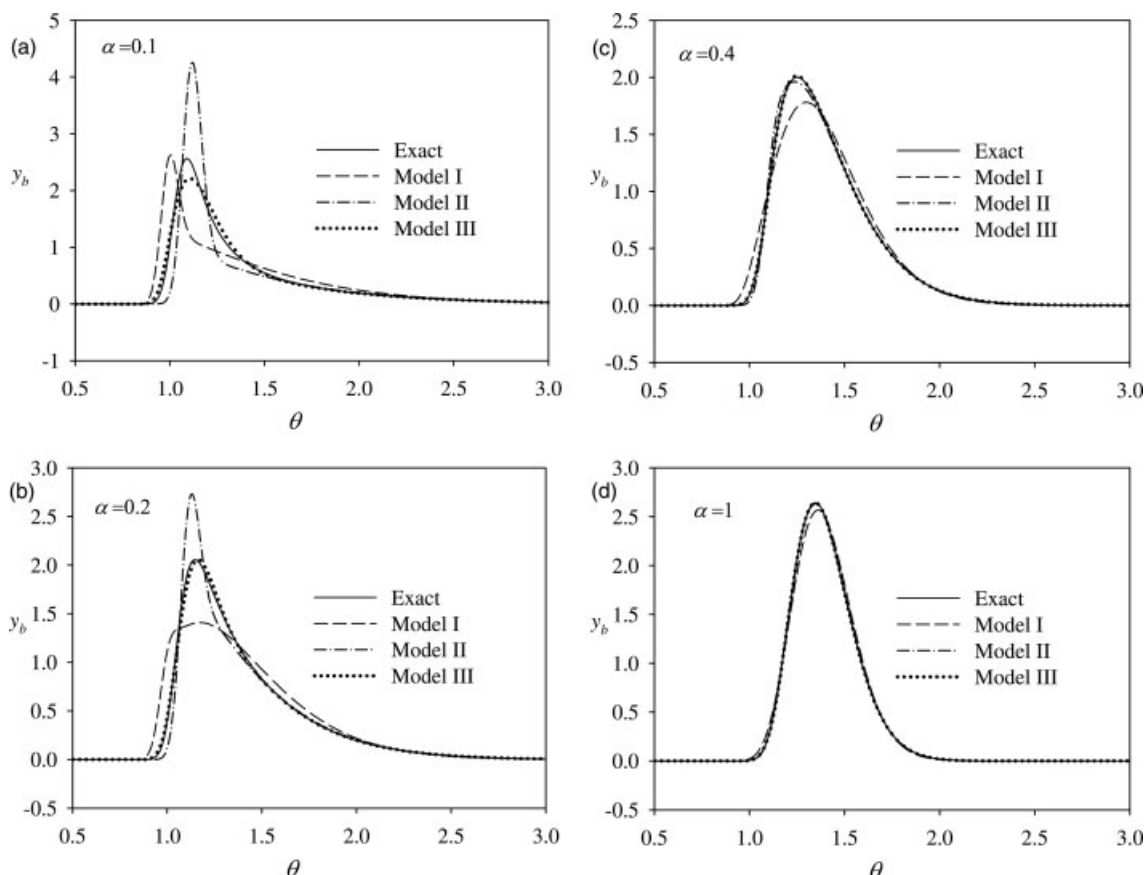 (a)
α=0.1
5
4
3
2
1
0
-1
y_b
Exact
Model I
Model II
Model III
0.5 1.0 1.5 2.0 2.5 3.0
θ
(c)
α=0.4
2.5
2.0
1.5
1.0
0.5
0.0
-0.5
y_b
Exact
Model I
Model II
Model III
0.5 1.0 1.5 2.0 2.5 3.0
θ
(b)
α=0.2
3.0
2.5
2.0
1.5
1.0
0.5
0.0
-0.5
y_b
Exact
Model I
Model II
Model III
0.5 1.0 1.5 2.0 2.5 3.0
θ
(d)
α=1
3.0
2.5
2.0
1.5
1.0
0.5
0.0
-0.5
y_b
Exact
Model I
Model II
Model III
0.5 1.0 1.5 2.0 2.5 3.0
θ